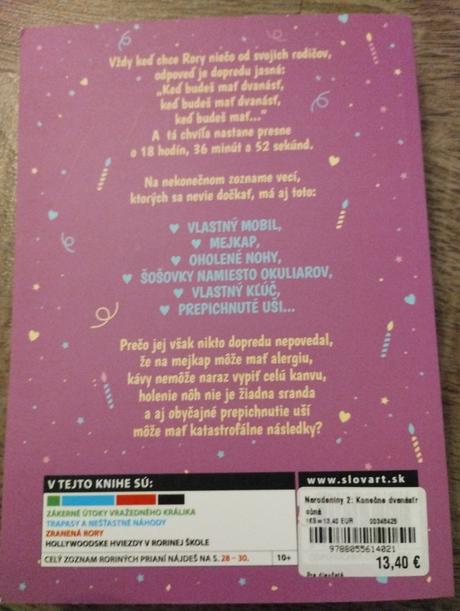 Vždy keď chce Rory niečo od svojich rodičov,
odpoveď je dopredu jasná:
„Keď budeš mať dvanásť,
keď budeš mať dvanásť,
keď budeš mať...“
A tá chvíľa nastane presne
o 18 hodín, 36 minút a 52 sekúnd.
Na nekonečnom zozname vecí,
ktorých sa nevie dočkať, má aj toto:
♥ VLASTNÝ MOBIL,
♥ MEJKAP,
♥ OHOLENÉ NOHY,
♥ ŠOŠOVKY NAMIESTO OKULIAROV,
♥ VLASTNÝ KĽÚČ,
♥ PREPICHNUTÉ UŠI...
Prečo jej však nikto dopredu nepovedal,
že na mejkap môže mať alergiu,
kávy nemôže naraz vypiť celú kanvu,
holenie nôh nie je žiadna sranda
a aj obyčajné prepichnutie uší
môže mať katastrofálne následky?
V TEJTO KNIHE SÚ:
ZÁKERNÉ ÚTOKY VRAŽEDNÉHO KRÁLIKA
TRAPASY A NEŠŤASTNÉ NÁHODY
ZRANENÁ RORY
HOLLYWOODSKE HVIEZDY V RORINEJ ŠKOLE
CELÝ ZOZNAM RORINÝCH PRIANÍ NÁJDEŠ NA S. 28 – 30.
10+
www.slovart.sk
Narodeniny 2: Konečne dvanásťr
očná
1KS = 13,40 EUR
9788055614021
13,40 €
Pre dievčatá